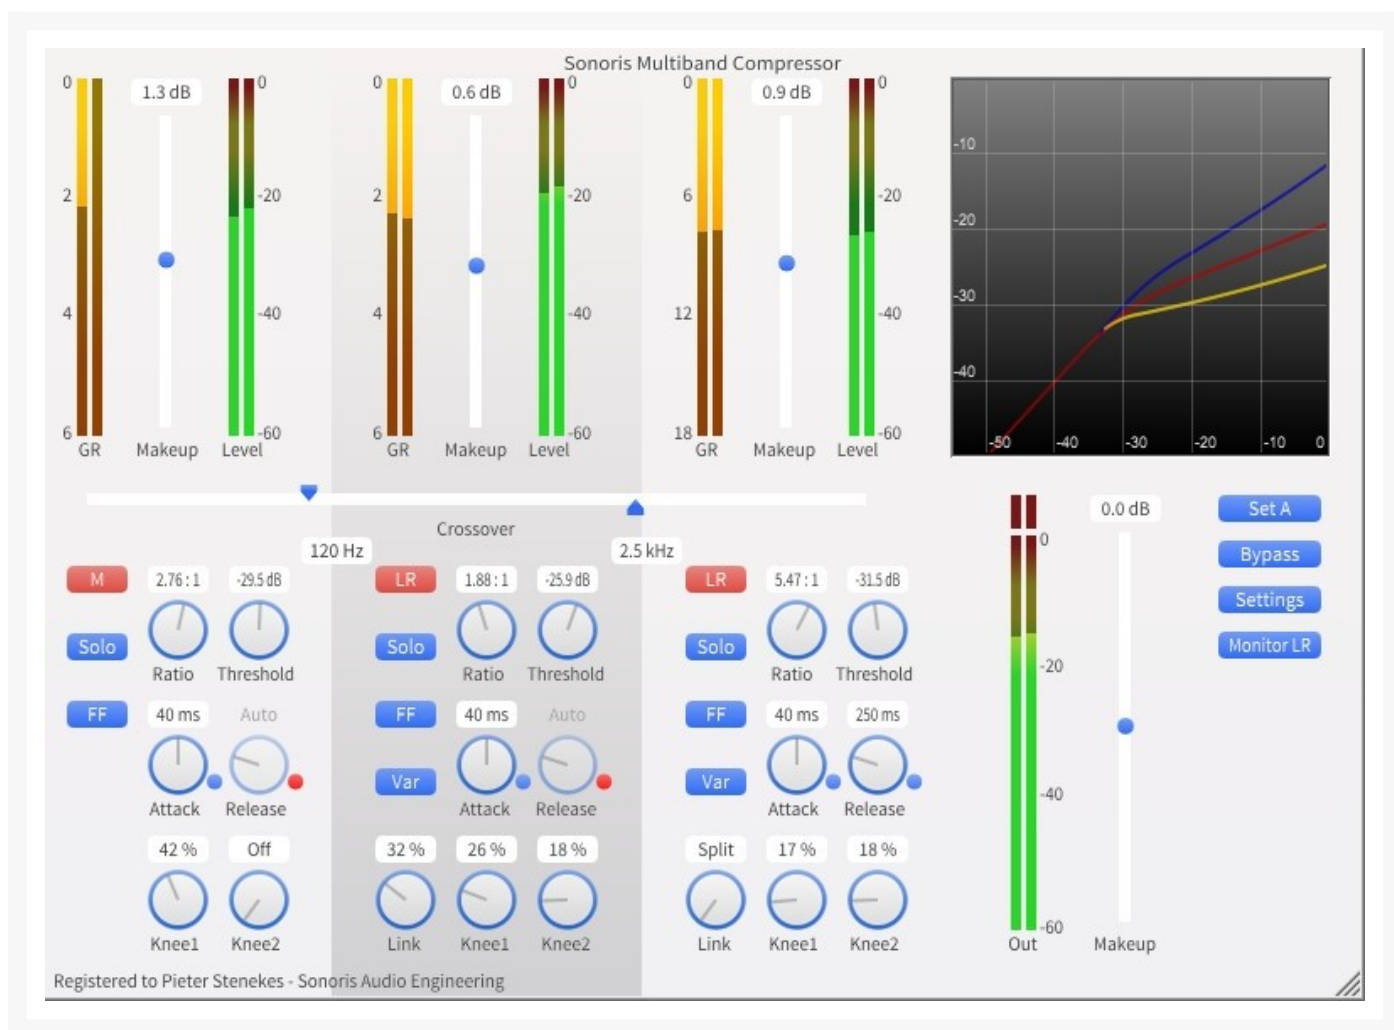 Sonoris Multiband Compressor
0 1.3 dB 0 0 0.6 dB 0 0 0.9 dB 0
2 -20 2 -20 6 -20
4 -40 4 -40 12 -40
6 -60 6 -60 18 -60
GR Makeup Level GR Makeup Level GR Makeup Level
-10
-20
-30
-40
-50 -40 -30 -20 -10 0
Crossover
120 Hz 2.5 kHz
M 2.76 : 1 -29.5 dB LR 1.88 : 1 -25.9 dB LR 5.47 : 1 -31.5 dB
Solo Solo Solo
Ratio Threshold Ratio Threshold Ratio Threshold
FF 40 ms Auto FF 40 ms Auto FF 40 ms 250 ms
Var Var
Attack Release Attack Release Attack Release
42 % Off 32 % 26 % 18 % Split 17 % 18 %
Knee1 Knee2 Link Knee1 Knee2 Link Knee1 Knee2
0.0 dB Set A
0 Bypass
Settings
Monitor LR
-20
-40
-60
Out Makeup
Registered to Pieter Stenekes - Sonoris Audio Engineering